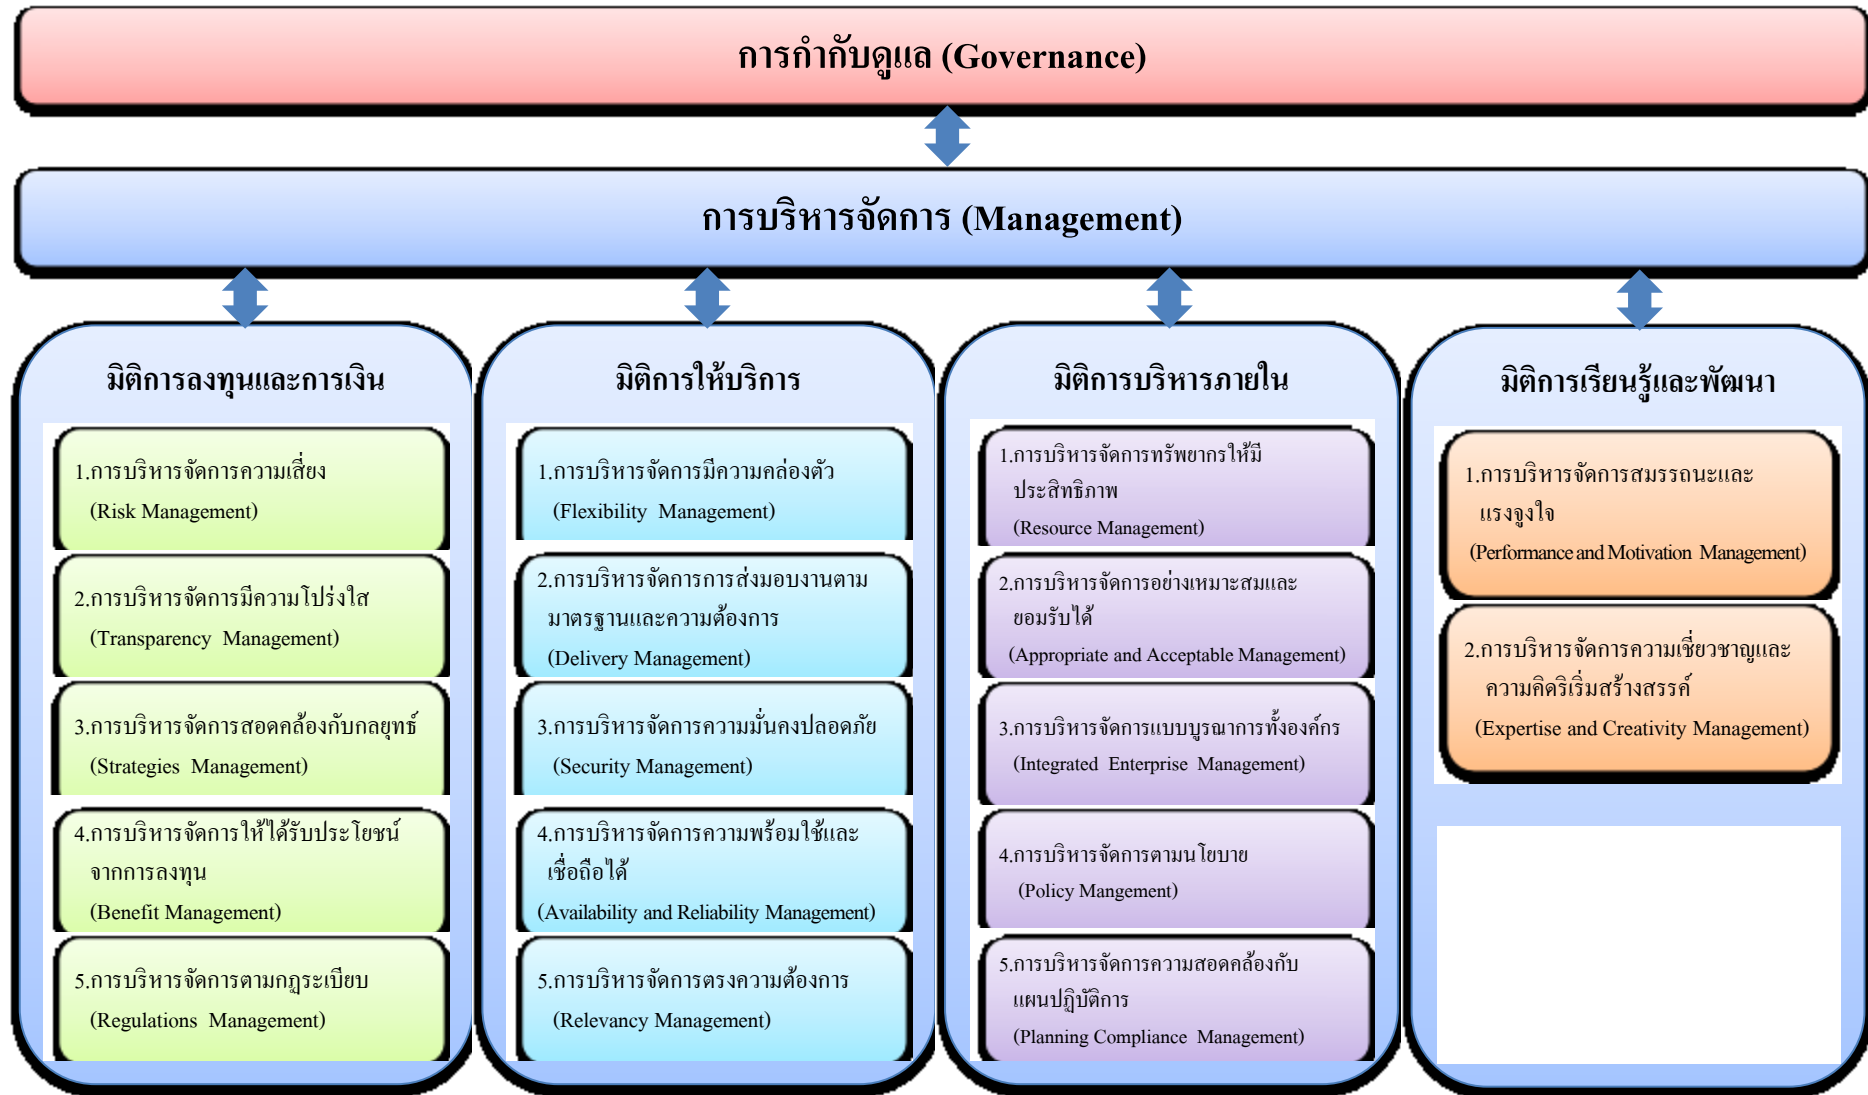 การกำกับดูแล (Governance)
การบริหารจัดการ (Management)
มิติการลงทุนและการเงิน
1.การบริหารจัดการความเสี่ยง
(Risk Management)
2.การบริหารจัดการมีความโปร่งใส
(Transparency Management)
3.การบริหารจัดการสอดคล้องกับกลยุทธ์
(Strategies Management)
4.การบริหารจัดการให้ได้รับประโยชน์
จากการลงทุน
(Benefit Management)
5.การบริหารจัดการตามกฎระเบียบ
(Regulations Management)
มิติการให้บริการ
1.การบริหารจัดการมีความคล่องตัว
(Flexibility Management)
2.การบริหารจัดการการส่งมอบงานตาม
มาตรฐานและความต้องการ
(Delivery Management)
3.การบริหารจัดการความมั่นคงปลอดภัย
(Security Management)
4.การบริหารจัดการความพร้อมใช้และ
เชื่อถือได้
(Availability and Reliability Management)
5.การบริหารจัดการตรงความต้องการ
(Relevancy Management)
มิติการบริหารภายใน
1.การบริหารจัดการทรัพยากรให้มี
ประสิทธิภาพ
(Resource Management)
2.การบริหารจัดการอย่างเหมาะสมและ
ยอมรับได้
(Appropriate and Acceptable Management)
3.การบริหารจัดการแบบบูรณาการทั้งองค์กร
(Integrated Enterprise Management)
4.การบริหารจัดการตามนโยบาย
(Policy Mangement)
5.การบริหารจัดการความสอดคล้องกับ
แผนปฏิบัติการ
(Planning Compliance Management)
มิติการเรียนรู้และพัฒนา
1.การบริหารจัดการสมรรถนะและ
แรงจูงใจ
(Performance and Motivation Management)
2.การบริหารจัดการความเชี่ยวชาญและ
ความคิดริเริ่มสร้างสรรค์
(Expertise and Creativity Management)